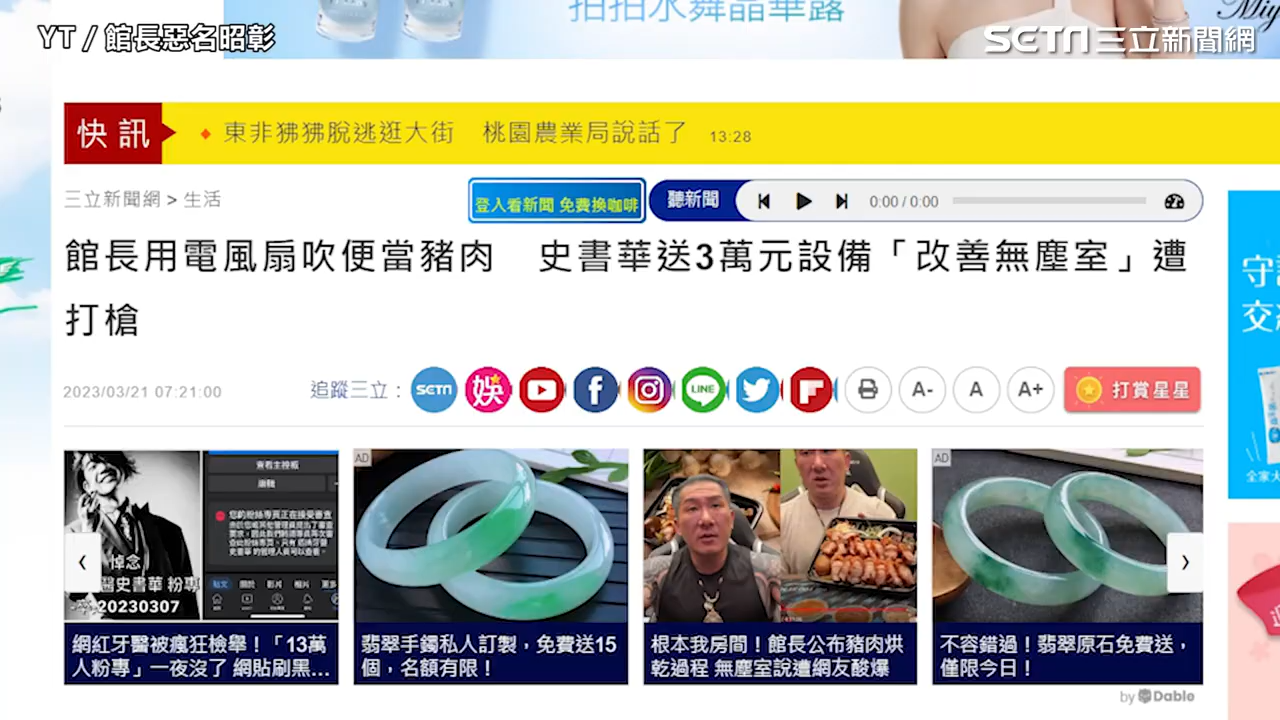 拍拍水舞晶華露
YT / 館長惡名昭彰
SETN三立新聞網
快訊
東非狒狒脫逃逛大街 桃園農業局說話了 13:28
三立新聞網 > 生活
登入看新聞 免費換咖啡
聽新聞
0:00 / 0:00
館長用電風扇吹便當豬肉 史書華送3萬元設備「改善無塵室」遭
打槍
2023/03/21 07:21:00
追蹤三立：
SETN
娛
LINE
A-
A
A+
打賞星星
查看主控板
悼念
醫史書華 粉專
20230307
網紅牙醫被瘋狂檢舉！「13萬
人粉專」一夜沒了 網貼刷黑...
AD
翡翠手鐲私人訂製，免費送15
個，名額有限！
根本我房間！館長公布豬肉烘
乾過程 無塵室說遭網友酸爆
AD
不容錯過！翡翠原石免費送，
僅限今日！
by Dable
全家